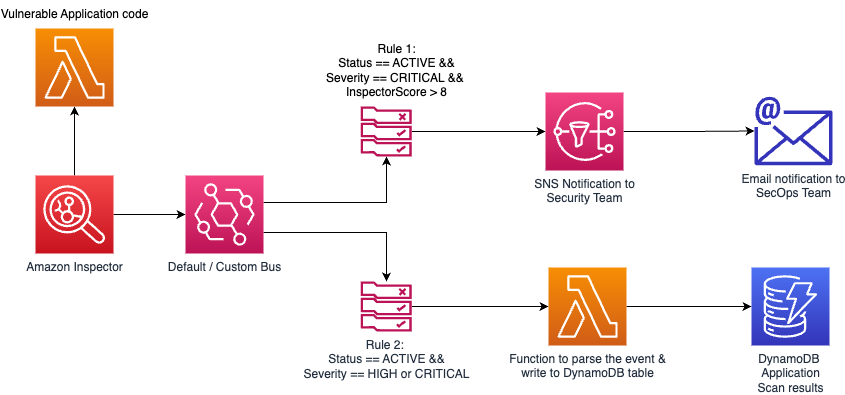 Vulnerable Application code
Rule 1:
Status == ACTIVE &&
Severity == CRITICAL &&
InspectorScore > 8
SNS Notification to
Security Team
@
Email notification to
SecOps Team
Amazon Inspector
Default / Custom Bus
Rule 2:
Status == ACTIVE &&
Severity == HIGH or CRITICAL
Function to parse the event &
write to DynamoDB table
DynamoDB
Application
Scan results